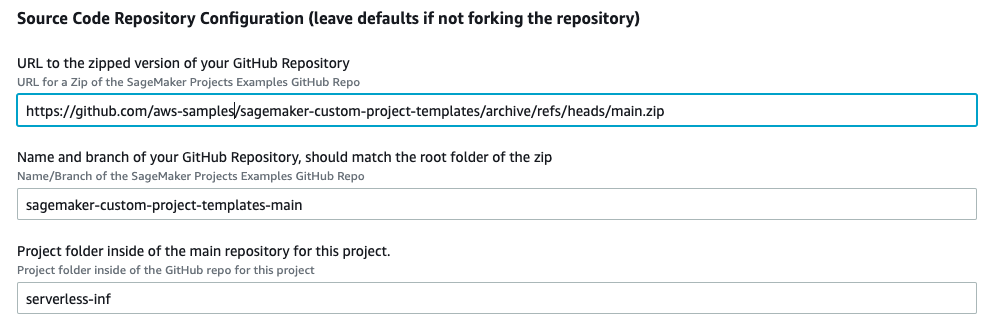 Source Code Repository Configuration (leave defaults if not forking the repository)
URL to the zipped version of your GitHub Repository
URL for a Zip of the SageMaker Projects Examples GitHub Repo
https://github.com/aws-samples/sagemaker-custom-project-templates/archive/refs/heads/main.zip
Name and branch of your GitHub Repository, should match the root folder of the zip
Name/Branch of the SageMaker Projects Examples GitHub Repo
sagemaker-custom-project-templates-main
Project folder inside of the main repository for this project.
Project folder inside of the GitHub repo for this project
serverless-inf